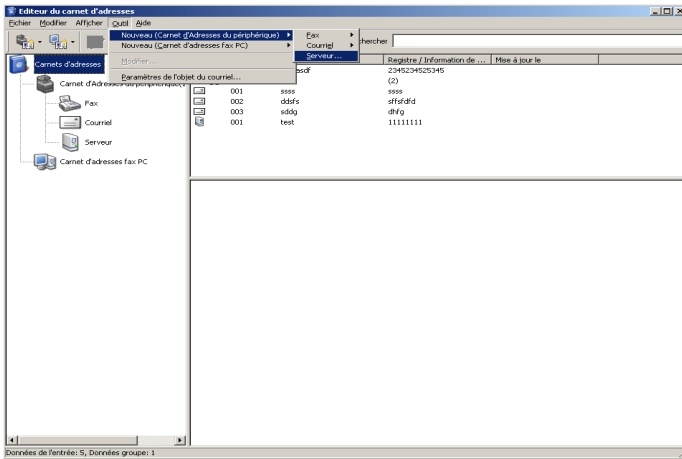 Editeur du carnet d'adresses
Fichier Modifier Afficher Outil Aide
Nouveau (Carnet d'Adresses du périphérique)
Nouveau (Carnet d'adresses fax PC)
Modifier...
Paramètres de l'objet du courriel...
Fax
Courriel
Serveur...
chercher
Registre / Information de ... Mise à jour le
asdf 2345234525345
(2)
001 ssss ssss
002 ddsfs sffsfdfd
003 sddg dhfg
001 test 11111111
Carnets d'adresses
Carnet d'Adresses du périphérique(
Fax
Courriel
Serveur
Carnet d'adresses fax PC
Données de l'entrée: 5, Données groupe: 1